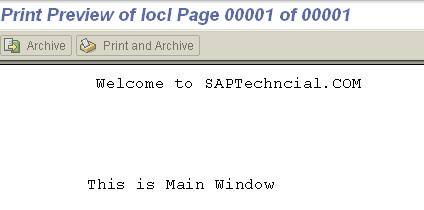 Print Preview of locl Page 00001 of 00001
Archive Print and Archive
Welcome to SAPTechncial.COM
This is Main Window